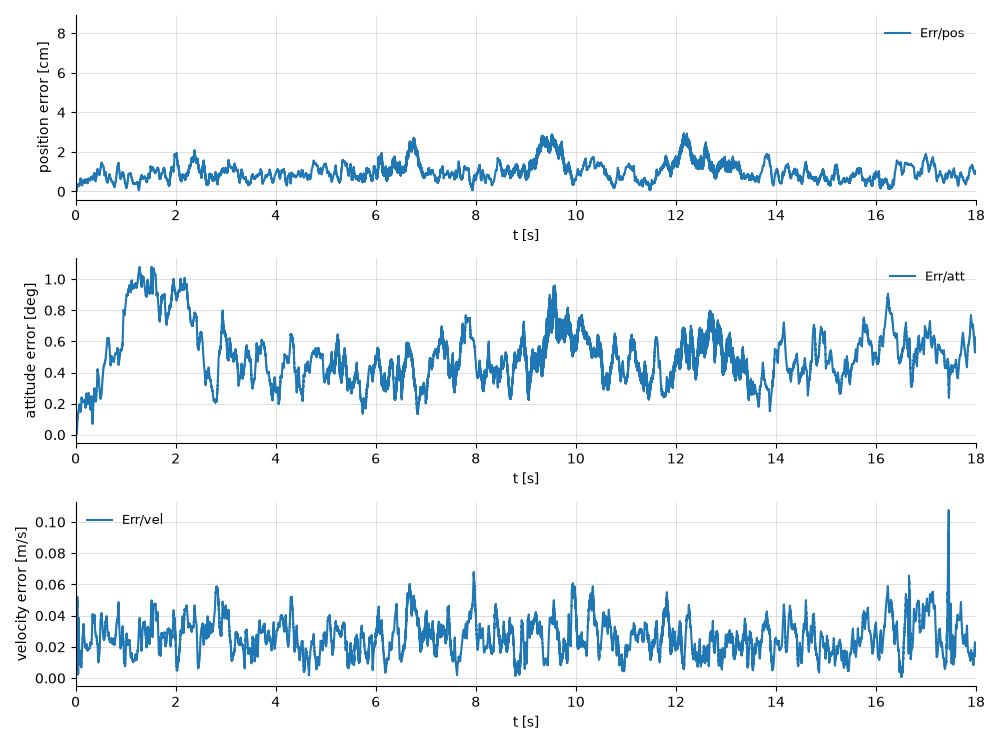 8
6
4
2
0
position error [cm]
Err/pos
0 2 4 6 8 10 12 14 16 18
t [s]
1.0
0.8
0.6
0.4
0.2
0.0
attitude error [deg]
Err/att
0 2 4 6 8 10 12 14 16 18
t [s]
0.10
0.08
0.06
0.04
0.02
0.00
velocity error [m/s]
Err/vel
0 2 4 6 8 10 12 14 16 18
t [s]